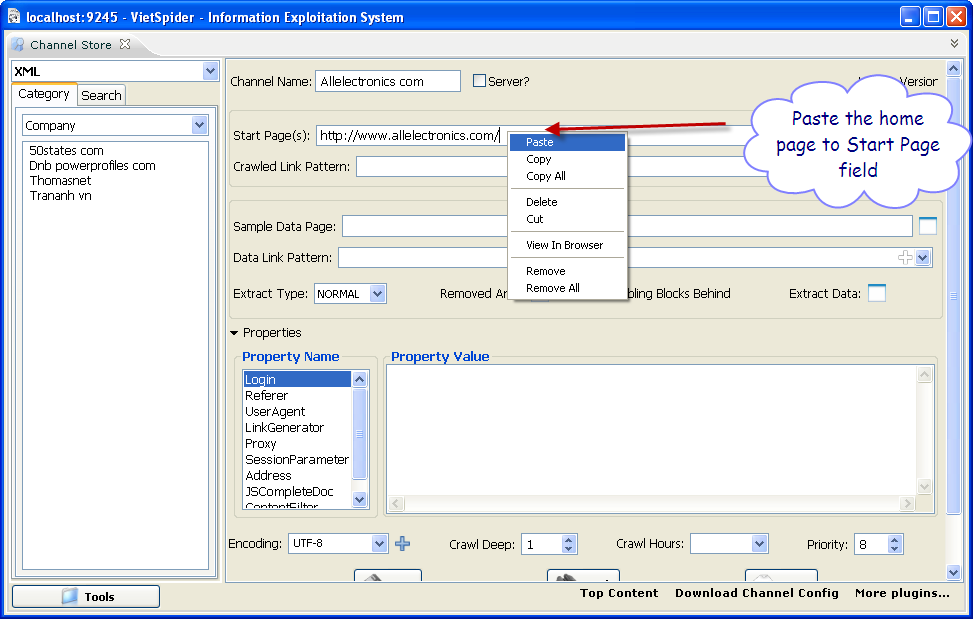 localhost:9245 - VietSpider - Information Exploitation System
Channel Store
XML
Category
Search
Company
50states com
Dnb powerprofiles com
Thomasnet
Trananh vn
Channel Name:
Allelectronics com
Server?
Version
Start Page(s):
http://www.allelectronics.com/
Crawled Link Pattern:
Paste the home
page to Start Page
field
Paste
Copy
Copy All
Delete
Cut
View In Browser
Remove
Remove All
Sample Data Page:
Data Link Pattern:
Extract Type:
NORMAL
Removed
Blocks Behind
Extract Data:
Properties
Property Name
Property Value
Login
Referer
UserAgent
LinkGenerator
Proxy
SessionParameter
Address
JSCompleteDoc
ContentFilter
Encoding:
UTF-8
Crawl Deep:
1
Crawl Hours:
Priority:
8
Tools
Top Content
Download Channel Config
More plugins...